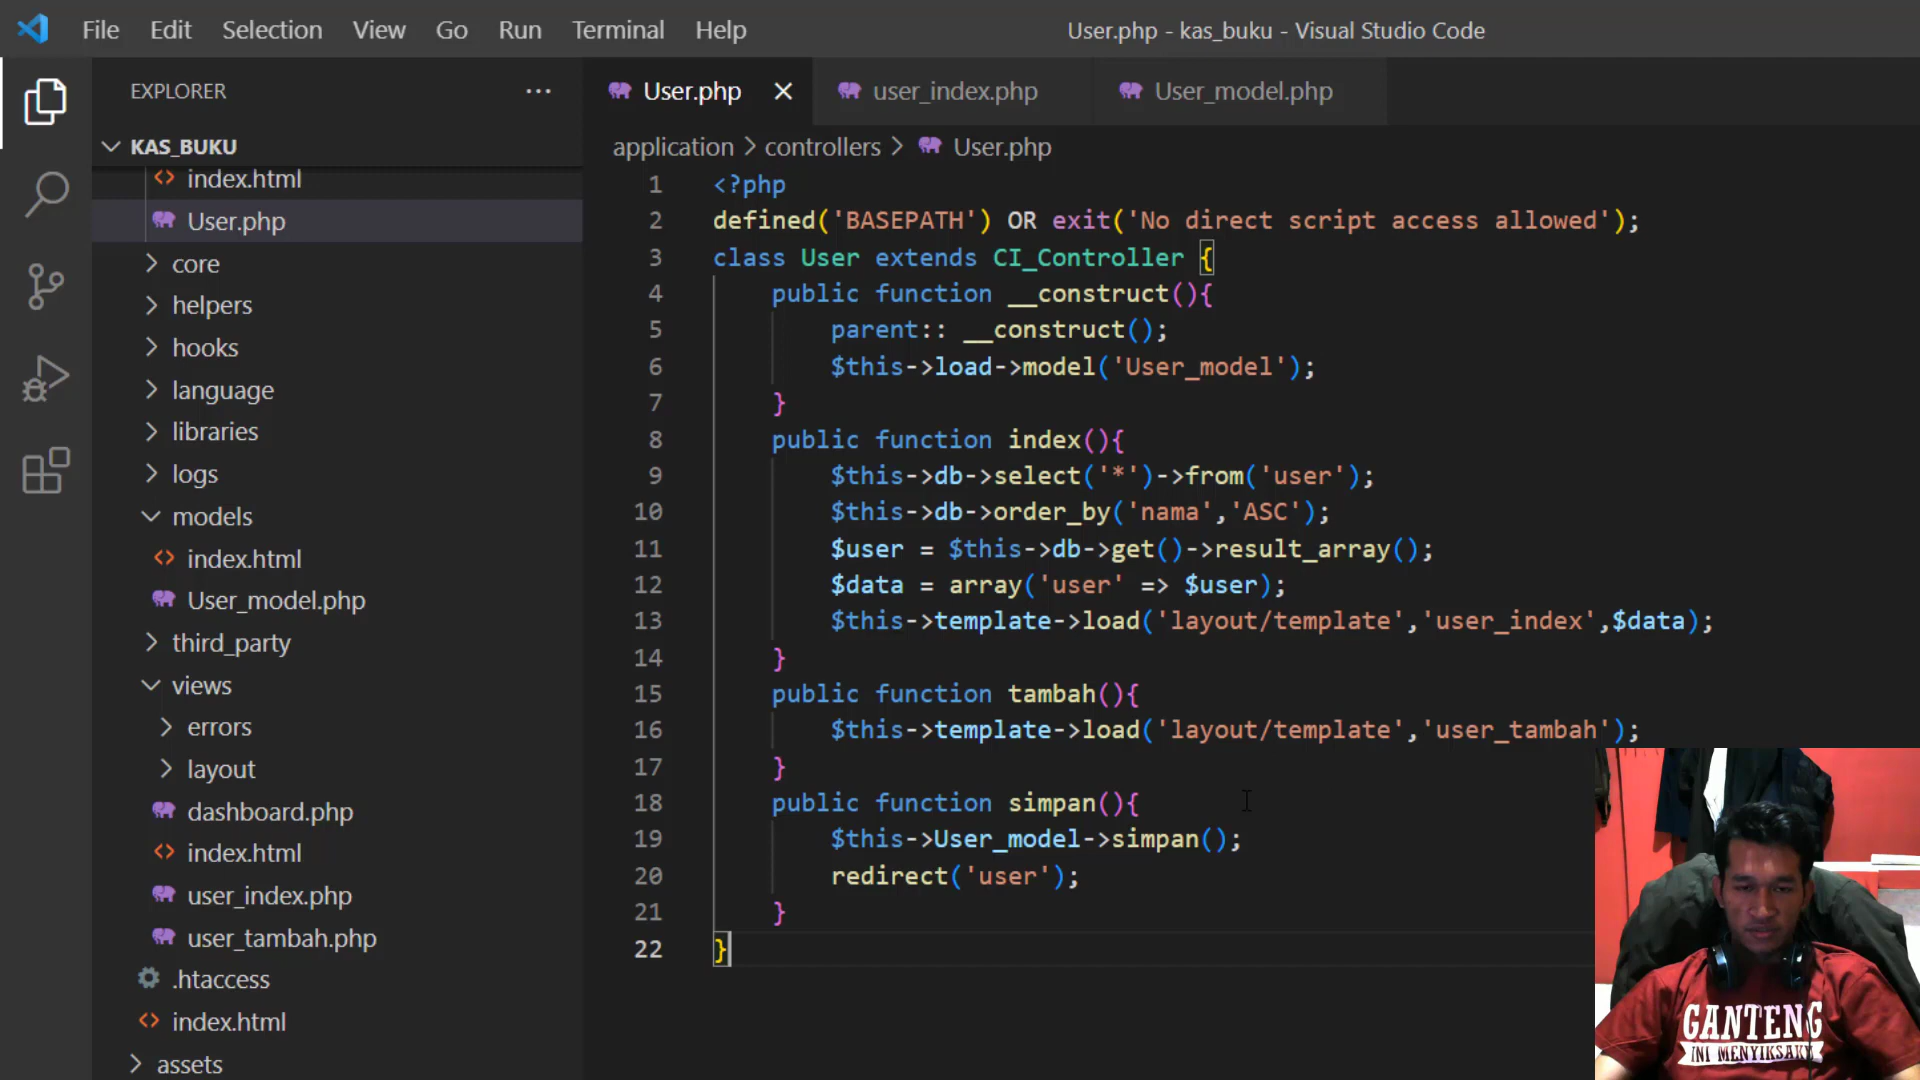 File Edit Selection View Go Run Terminal Help
User.php - kas_buku - Visual Studio Code
EXPLORER
KAS_BUKU
index.html
User.php
core
helpers
hooks
language
libraries
logs
models
index.html
User_model.php
third_party
views
errors
layout
dashboard.php
index.html
user_index.php
user_tambah.php
.htaccess
index.html
assets
User.php user_index.php User_model.php
application > controllers > User.php
1 <?php
2 defined('BASEPATH') OR exit('No direct script access allowed');
3 class User extends CI_Controller {
4 public function __construct(){
5 parent:: __construct();
6 $this->load->model('User_model');
7 }
8 public function index(){
9 $this->db->select('*')->from('user');
10 $this->db->order_by('nama','ASC');
11 $user = $this->db->get()->result_array();
12 $data = array('user' => $user);
13 $this->template->load('layout/template','user_index',$data);
14 }
15 public function tambah(){
16 $this->template->load('layout/template','user_tambah');
17 }
18 public function simpan(){
19 $this->User_model->simpan();
20 redirect('user');
21 }
22 }
GANTENG
INI MENYIKSAKU